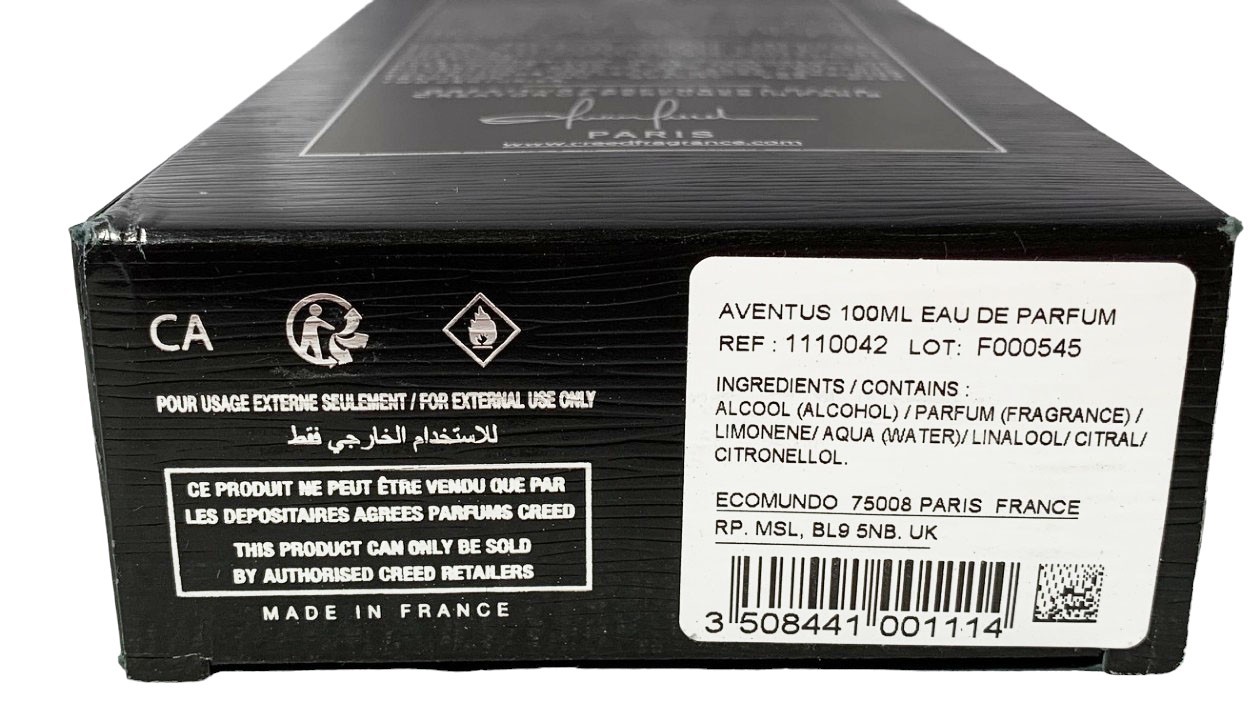 PARIS
www.creedfragrance.com
CA
POUR USAGE EXTERNE SEULEMENT / FOR EXTERNAL USE ONLY
للاستخدام الخارجي فقط
CE PRODUIT NE PEUT ÊTRE VENDU QUE PAR
LES DEPOSITAIRES AGREES PARFUMS CREED
THIS PRODUCT CAN ONLY BE SOLD
BY AUTHORISED CREED RETAILERS
MADE IN FRANCE
AVENTUS 100ML EAU DE PARFUM
REF : 1110042 LOT: F000545
INGREDIENTS / CONTAINS :
ALCOOL (ALCOHOL) / PARFUM (FRAGRANCE) /
LIMONENE/ AQUA (WATER)/ LINALOOL/ CITRAL/
CITRONELLOL.
ECOMUNDO 75008 PARIS FRANCE
RP. MSL, BL9 5NB. UK
3 508441 001114